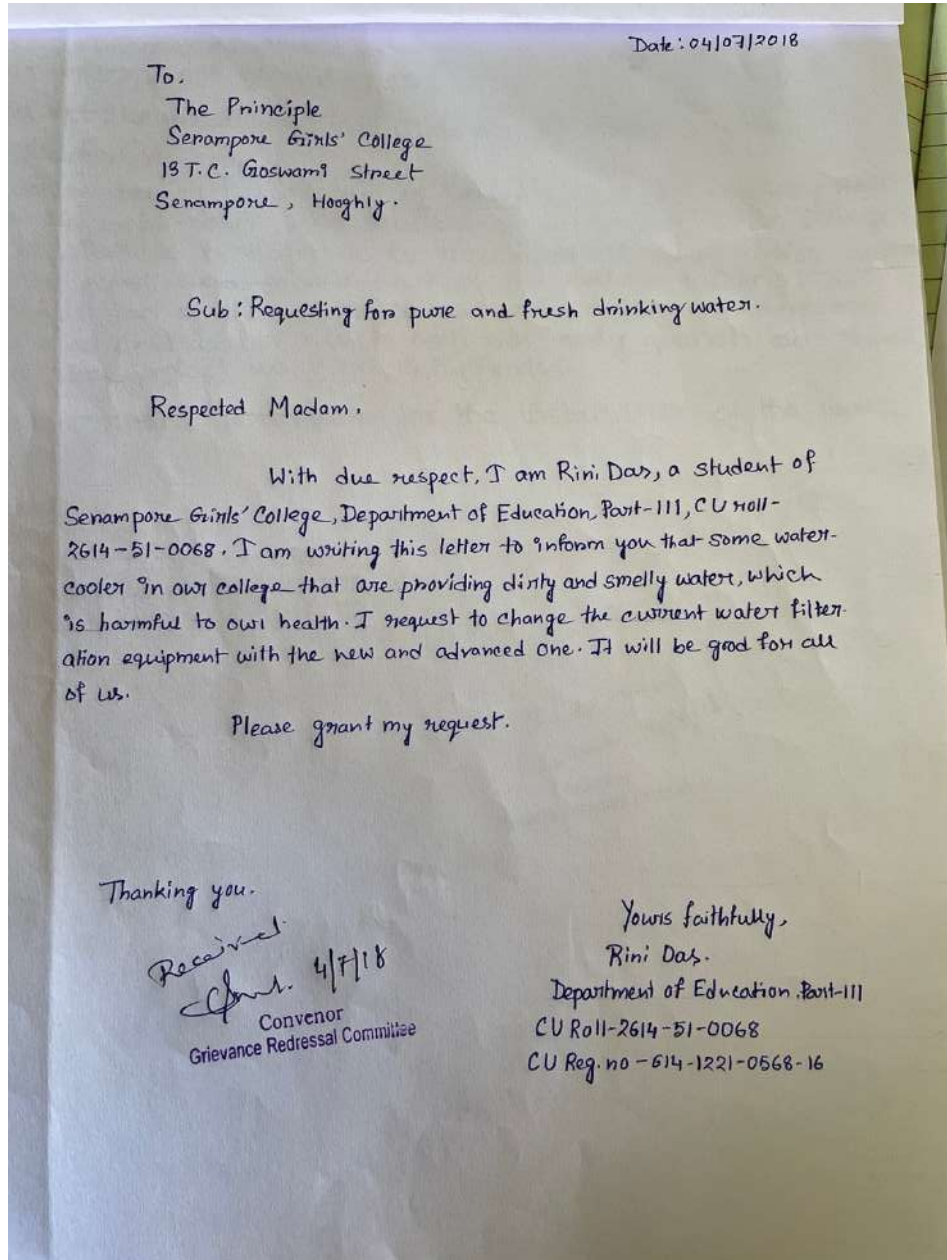 Date: 04/07/2018
To,
The Principle
Serampore Girls' College
13 T.C. Goswami Street
Serampore, Hooghly.
Sub: Requesting for pure and fresh drinking water.
Respected Madam,
With due respect, I am Rini Das, a student of
Serampore Girls' College, Department of Education, Part-III, CU roll-
2614-51-0068. I am writing this letter to inform you that some water-
cooler in our college that are providing dirty and smelly water, which
is harmful to our health. I request to change the current water filter-
ation equipment with the new and advanced one. It will be good for all
of us.
Please grant my request.
Thanking you.
Received
4/7/18
Convenor
Grievance Redressal Committee
Yours faithfully,
Rini Das.
Department of Education. Part-III
CU Roll-2614-51-0068
CU Reg. no - 614-1221-0568-16